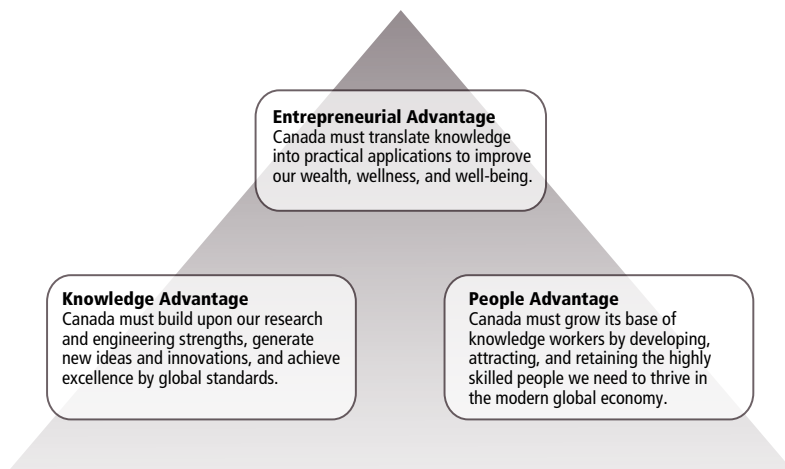 Entrepreneurial Advantage
Canada must translate knowledge
into practical applications to improve
our wealth, wellness, and well-being.
Knowledge Advantage
Canada must build upon our research
and engineering strengths, generate
new ideas and innovations, and achieve
excellence by global standards.
People Advantage
Canada must grow its base of
knowledge workers by developing,
attracting, and retaining the highly
skilled people we need to thrive in
the modern global economy.